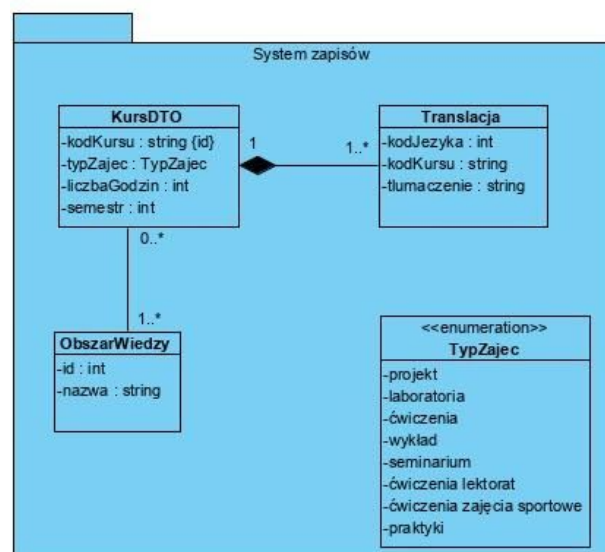 System zapisów
KursDTO
-kodKursu : string {id}
-typZajec : TypZajec
-liczbaGodzin : int
-semestr : int
1
1..*
Translacja
-kodJezyka : int
-kodKursu : string
-tlumaczenie : string
0..*
1..*
ObszarWiedzy
-id : int
-nazwa : string
<<enumeration>>
TypZajec
-projekt
-laboratoria
-ćwiczenia
-wykład
-seminarium
-ćwiczenia lektorat
-ćwiczenia zajęcia sportowe
-praktyki